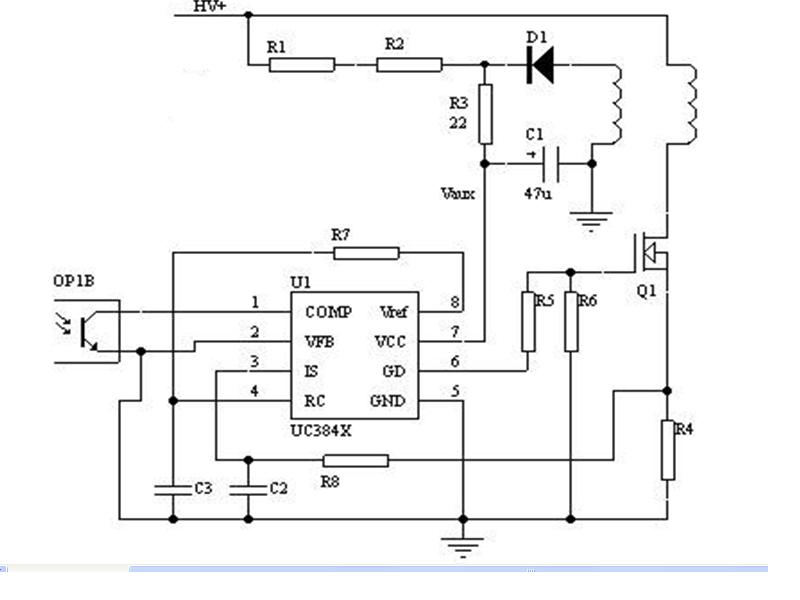 HV+
R1
R2
D1
R3
22
C1
+
Vaux
47u
R7
OP1B
U1
Q1
1
COMP
Vref
8
R5
R6
2
VFB
VCC
7
3
IS
GD
6
4
RC
GND
5
UC384X
R4
C3
C2
R8